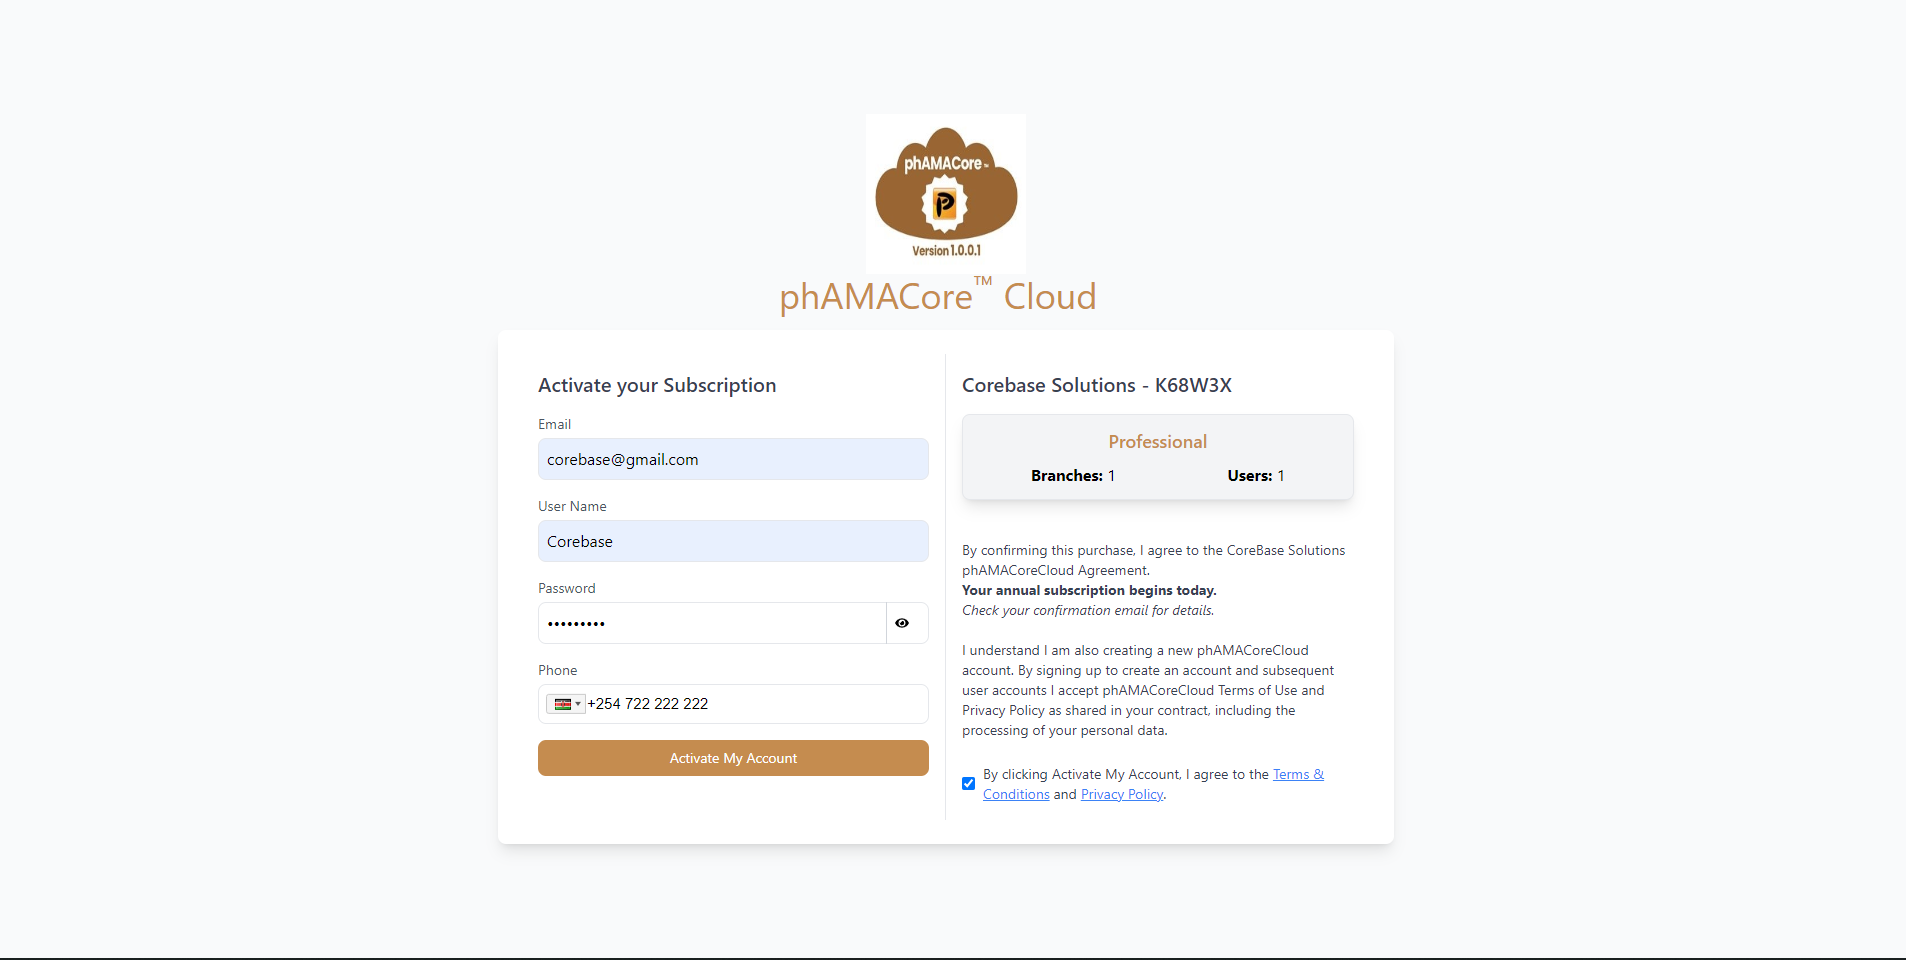 phAMACore™
P
Version 1.0.0.1
phAMACore™ Cloud
Activate your Subscription
Email
corebase@gmail.com
User Name
Corebase
Password
•••••••••
Phone
+254 722 222 222
Activate My Account
Corebase Solutions - K68W3X
Professional
Branches: 1 Users: 1
By confirming this purchase, I agree to the CoreBase Solutions
phAMACoreCloud Agreement.
Your annual subscription begins today.
Check your confirmation email for details.
I understand I am also creating a new phAMACoreCloud
account. By signing up to create an account and subsequent
user accounts I accept phAMACoreCloud Terms of Use and
Privacy Policy as shared in your contract, including the
processing of your personal data.
By clicking Activate My Account, I agree to the Terms &
Conditions and Privacy Policy.